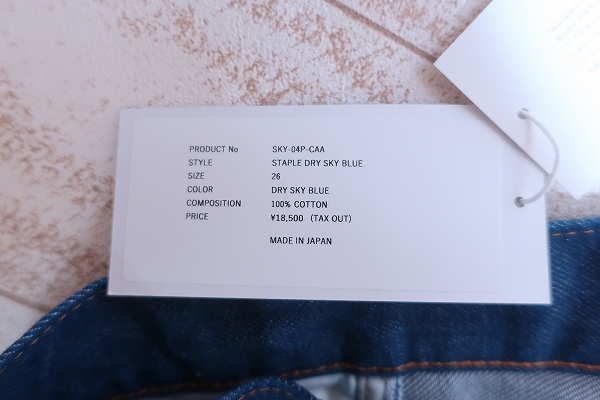 PRODUCT No SKY-04P-CAA
STYLE STAPLE DRY SKY BLUE
SIZE 26
COLOR DRY SKY BLUE
COMPOSITION 100% COTTON
PRICE ¥18,500 (TAX OUT)
MADE IN JAPAN